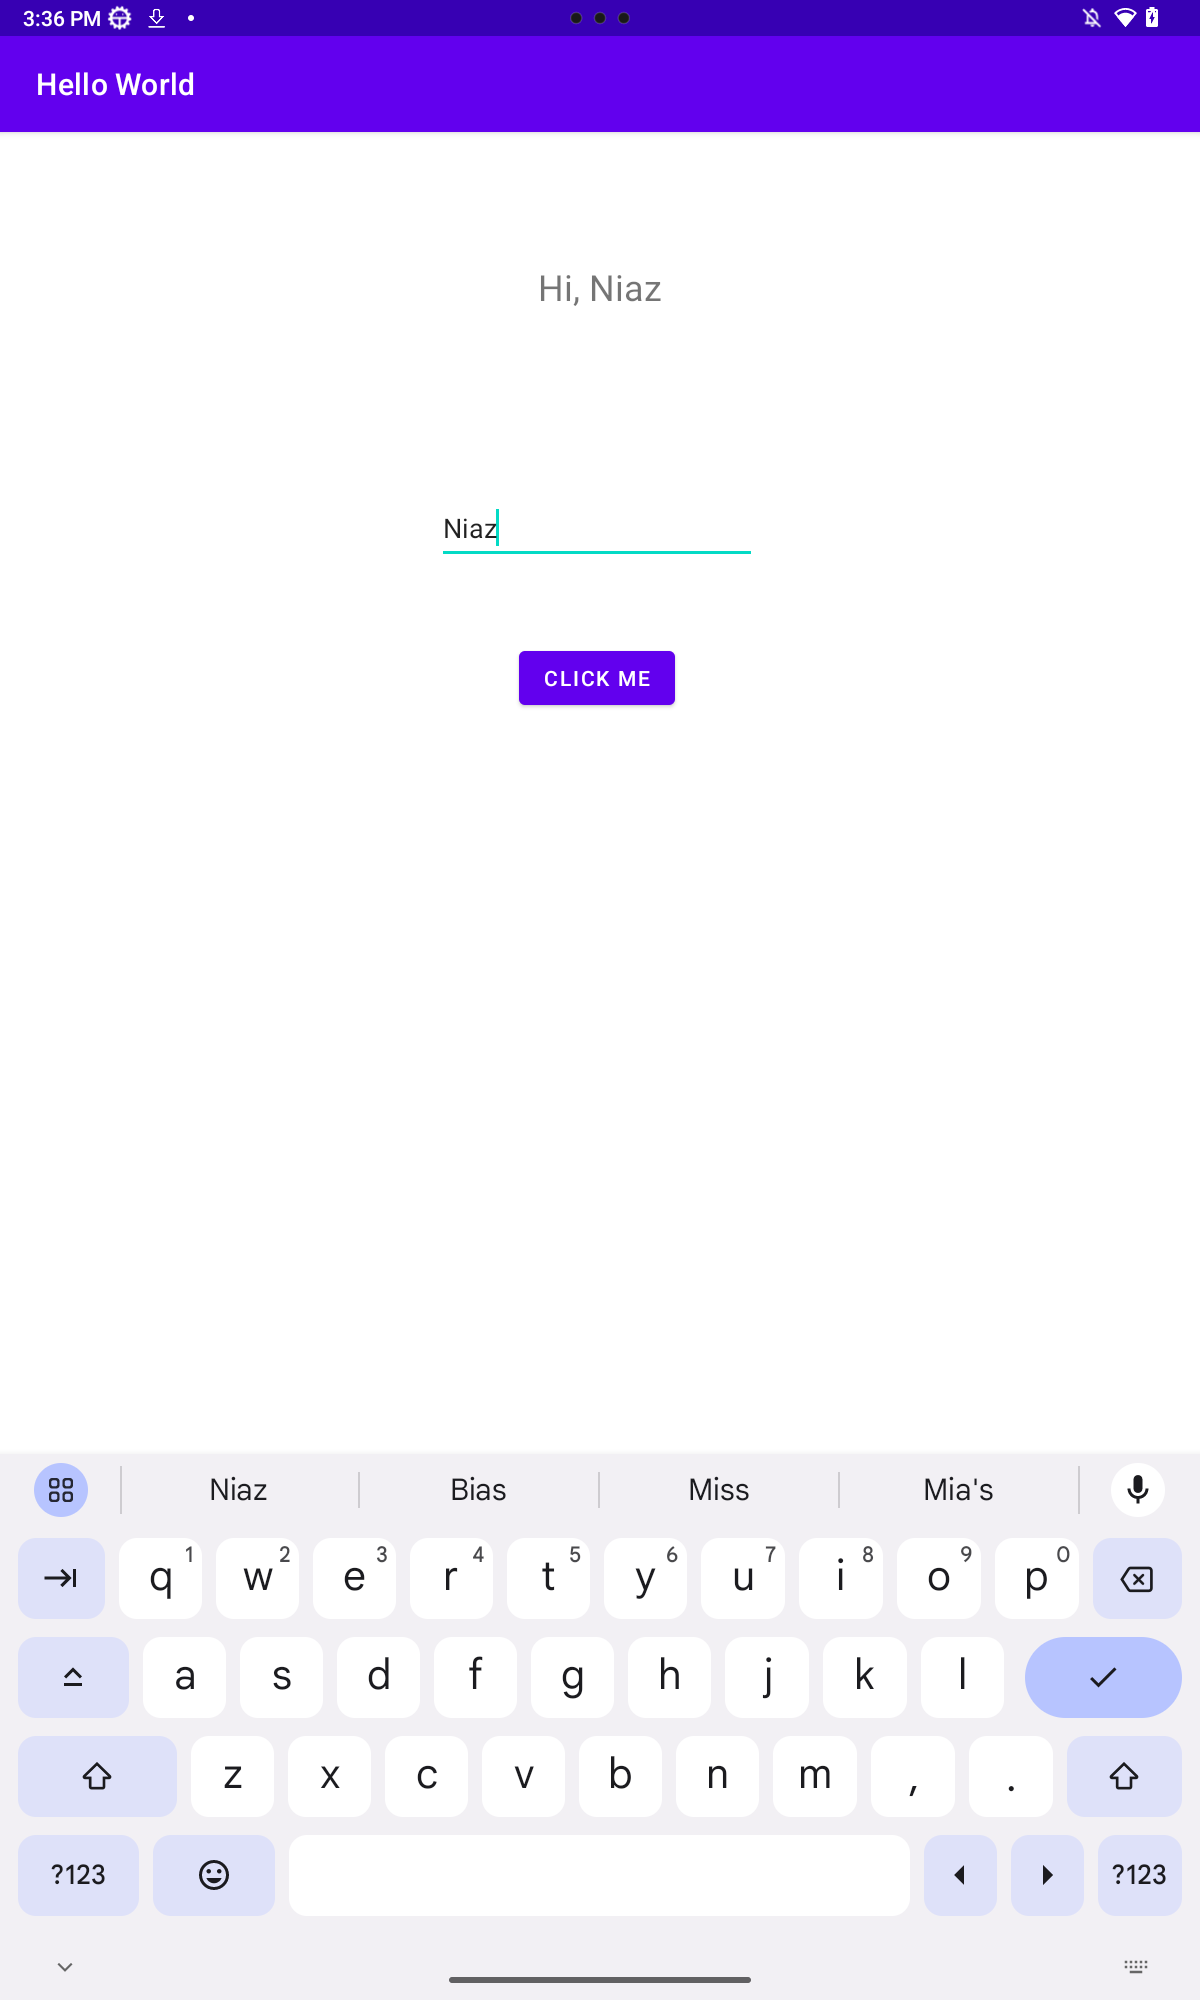 3:36 PM
Hello World
Hi, Niaz
Niaz
CLICK ME
Niaz Bias Miss Mia's
q 1 w 2 e 3 r 4 t 5 y 6 u 7 i 8 o 9 p 0
a s d f g h j k l
z x c v b n m , .
?123 ?123